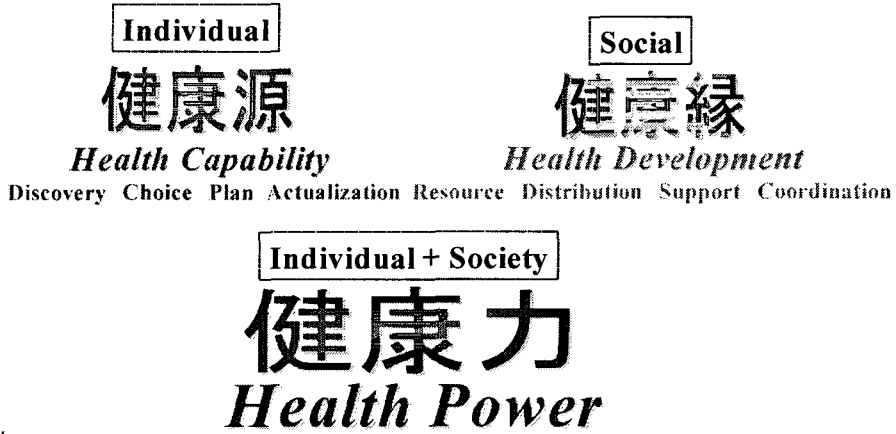 Individual
健康源
Health Capability
Discovery Choice Plan Actualization
Social
健康縁
Health Development
Resource Distribution Support Coordination
Individual + Society
健康力
Health Power